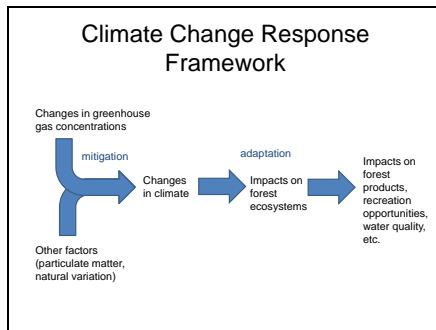 Climate Change Response
Framework
Changes in greenhouse
gas concentrations
mitigation
adaptation
Changes
in climate
Impacts on
forest
ecosystems
Impacts on
forest
products,
recreation
opportunities,
water quality,
etc.
Other factors
(particulate matter,
natural variation)